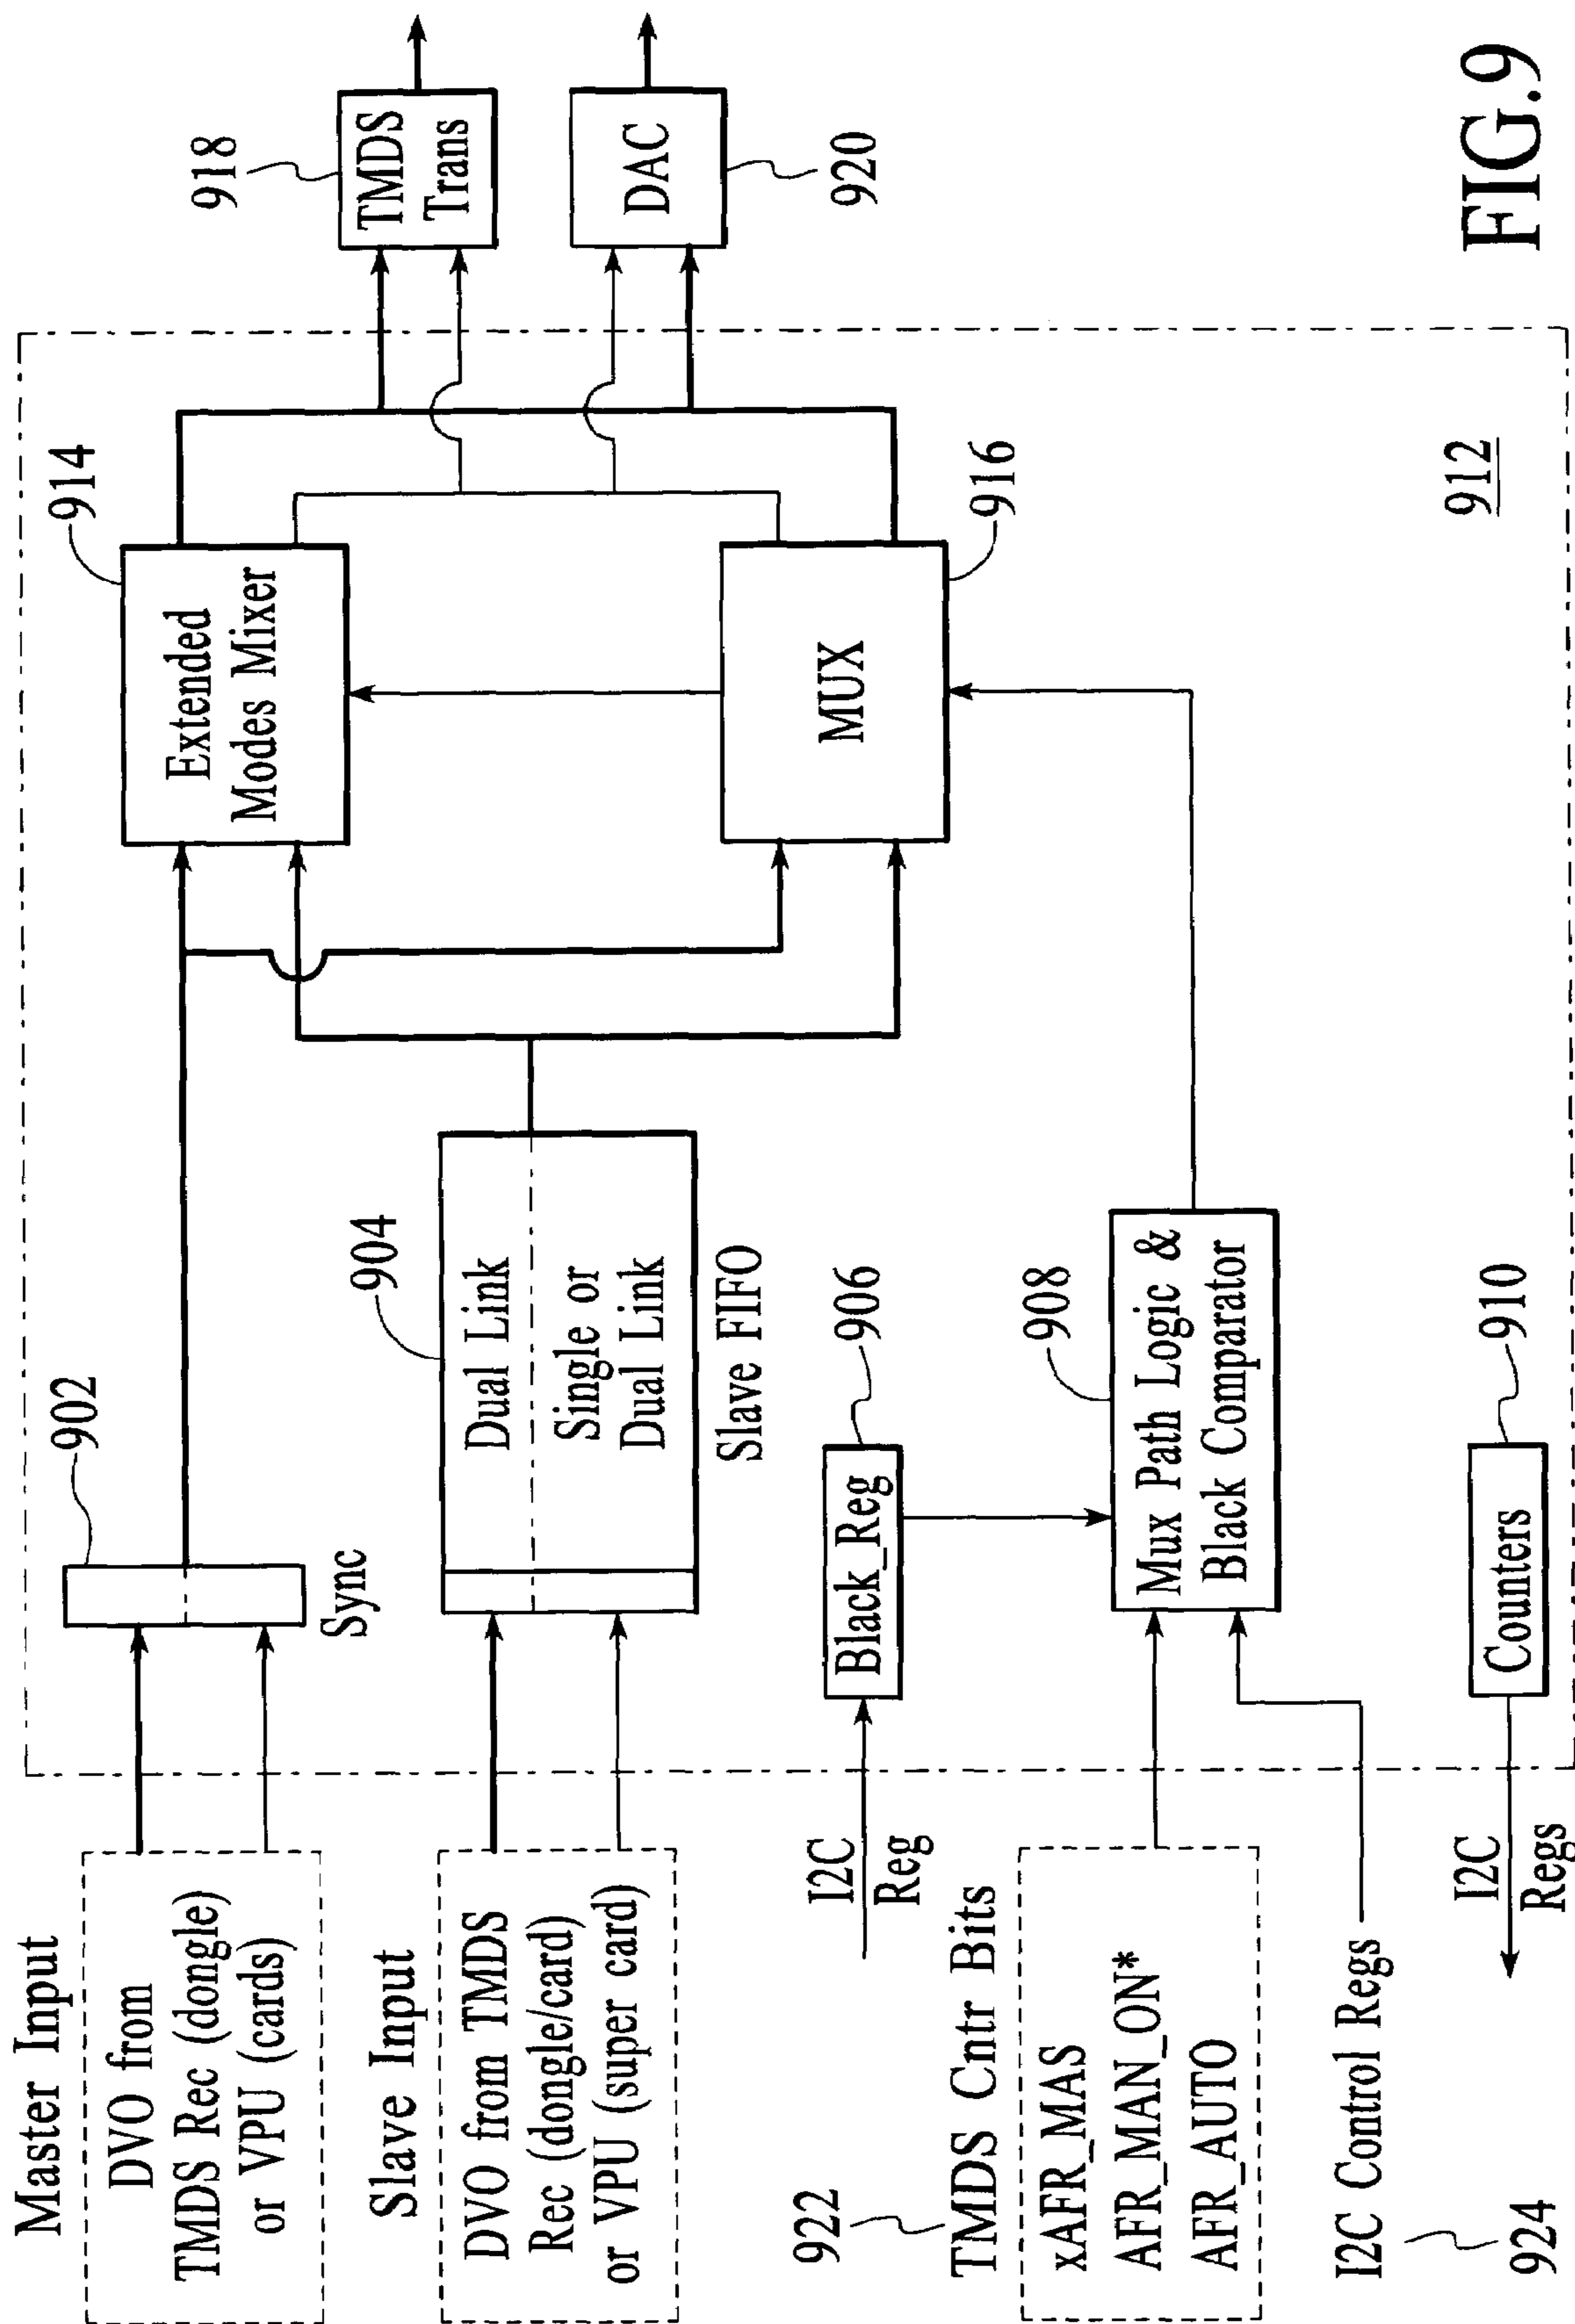 Master Input
DVO from
TMDS Rec (dongle)
or VPU (cards)
Slave Input
DVO from TMDS
Rec (dongle/card)
or VPU (super card)
922
TMDS Cntr Bits
xAFR_MAS
AFR_MAN_ON*
AFR_AUTO
I2C Control Regs
924
I2C
Reg
I2C
Regs
902
Sync
904
Dual Link
Single or
Dual Link
Slave FIFO
Black_Reg
906
908
Mux Path Logic &
Black Comparator
Counters
910
914
Extended
Modes Mixer
MUX
916
912
918
TMDS
Trans
DAC
920
FIG.9